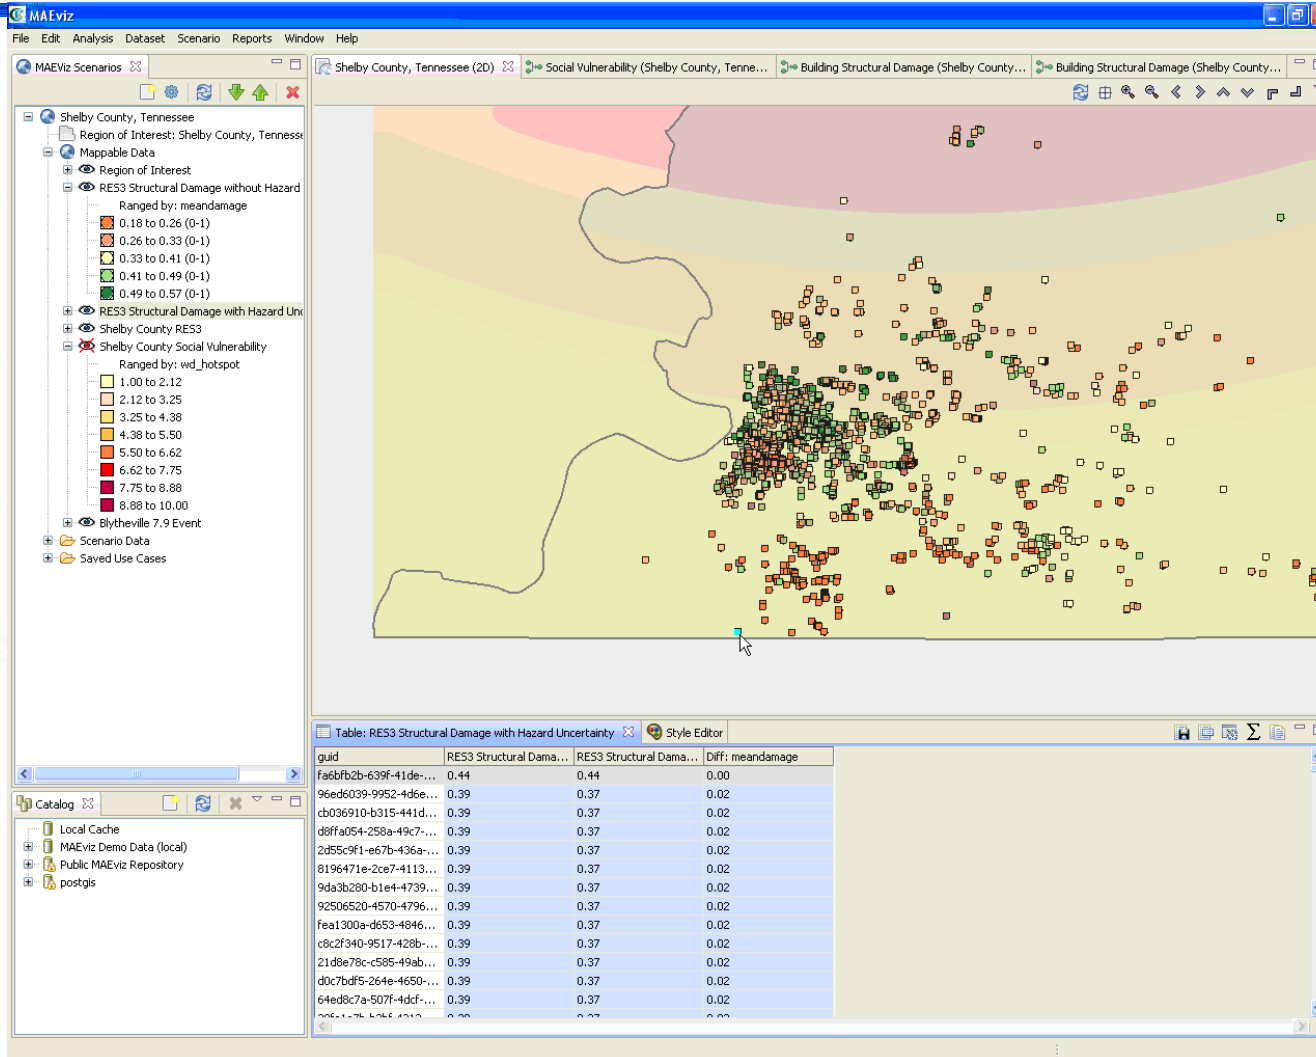 MAEviz
File Edit Analysis Dataset Scenario Reports Window Help
MAEViz Scenarios
Shelby County, Tennessee
Region of Interest: Shelby County, Tennesse
Mappable Data
Region of Interest
RES3 Structural Damage without Hazard
Ranged by: meandamage
0.18 to 0.26 (0-1)
0.26 to 0.33 (0-1)
0.33 to 0.41 (0-1)
0.41 to 0.49 (0-1)
0.49 to 0.57 (0-1)
RES3 Structural Damage with Hazard Unc
Shelby County RES3
Shelby County Social Vulnerability
Ranged by: wd_hotspot
1.00 to 2.12
2.12 to 3.25
3.25 to 4.38
4.38 to 5.50
5.50 to 6.62
6.62 to 7.75
7.75 to 8.88
8.88 to 10.00
Blytheville 7.9 Event
Scenario Data
Saved Use Cases
Catalog
Local Cache
MAEviz Demo Data (local)
Public MAEviz Repository
postgis
Shelby County, Tennessee (2D) Social Vulnerability (Shelby County, Tenne... Building Structural Damage (Shelby County... Building Structural Damage (Shelby County...
Table: RES3 Structural Damage with Hazard Uncertainty Style Editor
guid RES3 Structural Dama... RES3 Structural Dama... Diff: meandamage
fa6bfb2b-639f-41de-... 0.44 0.44 0.00
96ed6039-9952-4d6e... 0.39 0.37 0.02
cb036910-b315-441d... 0.39 0.37 0.02
d8ffa054-258a-49c7-... 0.39 0.37 0.02
2d55c9f1-e67b-436a-... 0.39 0.37 0.02
8196471e-2ce7-4113... 0.39 0.37 0.02
9da3b280-b1e4-4739... 0.39 0.37 0.02
92506520-4570-4796... 0.39 0.37 0.02
fea1300a-d653-4846... 0.39 0.37 0.02
c8c2f340-9517-428b-... 0.39 0.37 0.02
21d8e78c-c585-49ab... 0.39 0.37 0.02
d0c7bdf5-264e-4650-... 0.39 0.37 0.02
64ed8c7a-507f-4dcf-... 0.39 0.37 0.02
0.39 0.37 0.02